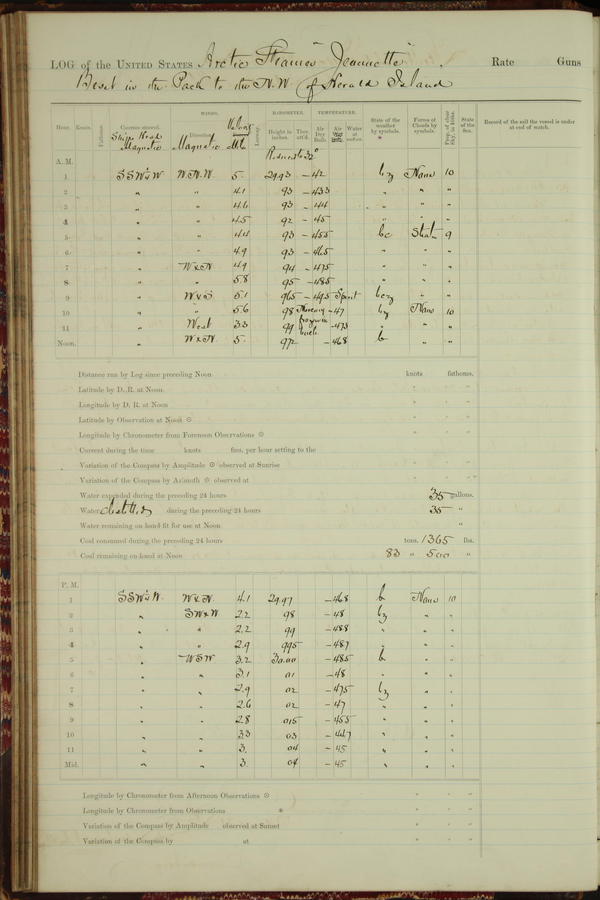 LOG of the UNITED STATES Arctic Steamer "Jeannette" Rate Guns
Beset in the Pack to the N.W. of Herald Island
WINDS. BAROMETER. TEMPERATURE.
Hour. Knots. Fathoms. Courses steered. Direction Velocity Leeway. Height in inches. Ther. att'd. Air Dry Bulb. Air Wet Bulb. Water at surface. State of the weather by symbols. Forms of Clouds by symbols. Prop. of clear Sky, in 10ths. State of the Sea. Record of the sail the vessel is under at end of watch.
Ship's Head Magnetic Magnetic Mls Reduced to 32°
A.M.
1 SSW½W W.N.W 5. 29.93 -42 bz None 10
2 " " 4.1 93 -43.3 " " "
3 " " 4.6 93 -44 " " "
4 " " 4.5 92 -45 " " "
5 " " 4.4 93 -45.5 bc Strat 9
6 " " 4.9 93 -46.5 " " "
7 " WxN 4.9 94 -47.5 " " "
8 " " 5.8 95 -48.5 " " "
9 " WxS 5.1 96.5 -49.5 Spirit bcz " "
10 " " 5.6 98 Mercury -47 bz None 10
11 " West 3.3 99 frozen in bulb -47.3 " " "
Noon. " WxN 5. 97.2 -46.8 b " "
Distance run by Log since preceding Noon knots fathoms.
Latitude by D. R. at Noon " "
Longitude by D. R. at Noon " "
Latitude by Observation at Noon ☉ " "
Longitude by Chronometer from Forenoon Observations ☉ " "
Current during the time knots fms. per hour setting to the
Variation of the Compass by Amplitude ☉ observed at Sunrise " "
Variation of the Compass by Azimuth ☉ observed at " "
Water expended during the preceding 24 hours 35 gallons.
Water distilled during the preceding 24 hours 35 "
Water remaining on hand fit for use at Noon "
Coal consumed during the preceding 24 hours tons. 1365 lbs.
Coal remaining on hand at Noon 83 " 500 "
P.M.
1 SSW½W. WxN. 4.1 29.97 -46.8 b None 10
2 " SWxW 2.2 98 -48 bz " "
3 " " 2.2 99 -48.8 " " "
4 " " 2.9 99.5 -48.7 " " "
5 " WSW 3.2 30.00 -48.5 b " "
6 " " 3.1 01 -48 " " "
7 " " 2.9 02 -47.5 bz " "
8 " " 2.6 02 -47 " " "
9 " " 2.8 01.5 -45.5 " " "
10 " " 3.3 03 -44.7 " " "
11 " " 3. 04 -45 " " "
Mid. " " 3. 04 -45 " " "
Longitude by Chronometer from Afternoon Observations ☉ " " "
Longitude by Chronometer from Observations * " " "
Variation of the Compass by Amplitude observed at Sunset " " "
Variation of the Compass by at " " "